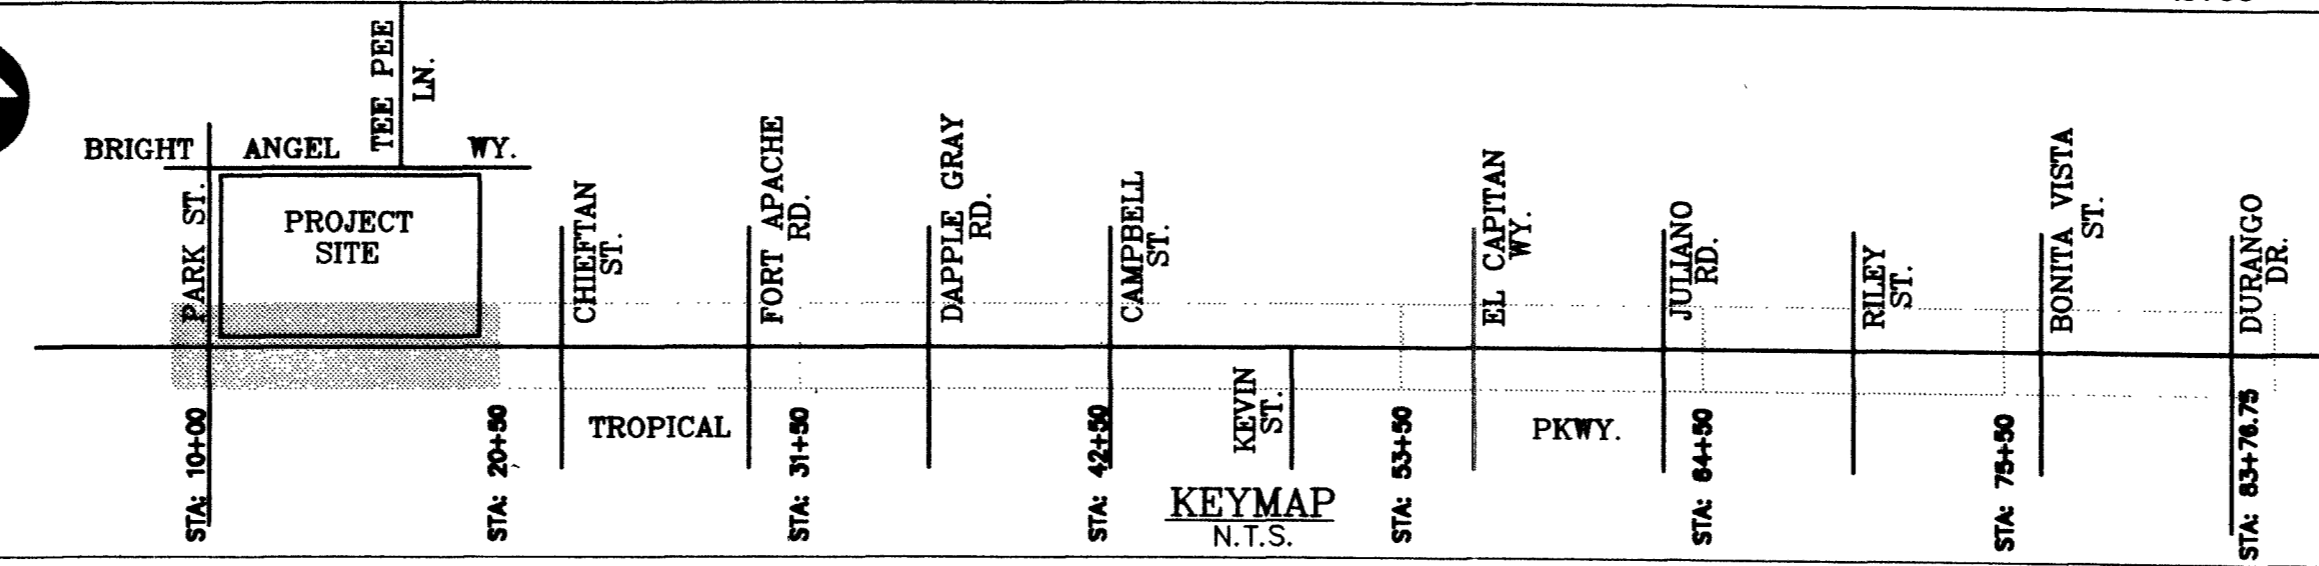 TEE PEE
LN.
BRIGHT ANGEL WY.
PARK ST.
PROJECT
SITE
CHIEFTAN
ST.
FORT APACHE
RD.
DAPPLE GRAY
RD.
CAMPBELL
ST.
EL CAPITAN
WY.
JULIANO
RD.
RILEY
ST.
BONITA VISTA
ST.
DURANGO
DR.
KEVIN
ST.
TROPICAL PKWY.
STA: 10+00
STA: 20+50
STA: 31+50
STA: 42+50
STA: 53+50
STA: 64+50
STA: 75+50
STA: 83+76.75
KEYMAP
N.T.S.